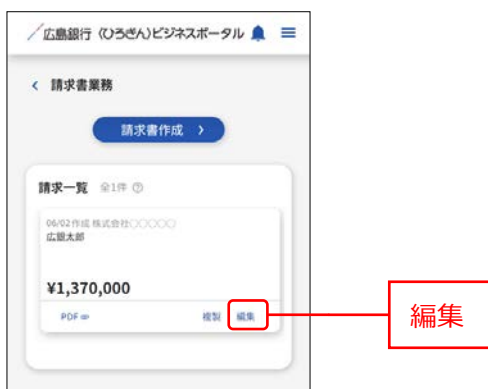 広島銀行 〈ひろぎん〉ビジネスポータル
請求書業務
請求書作成
請求一覧 全1件
06/02作成 株式会社〇〇〇〇〇
広銀太郎
¥1,370,000
PDF 複製 編集
編集